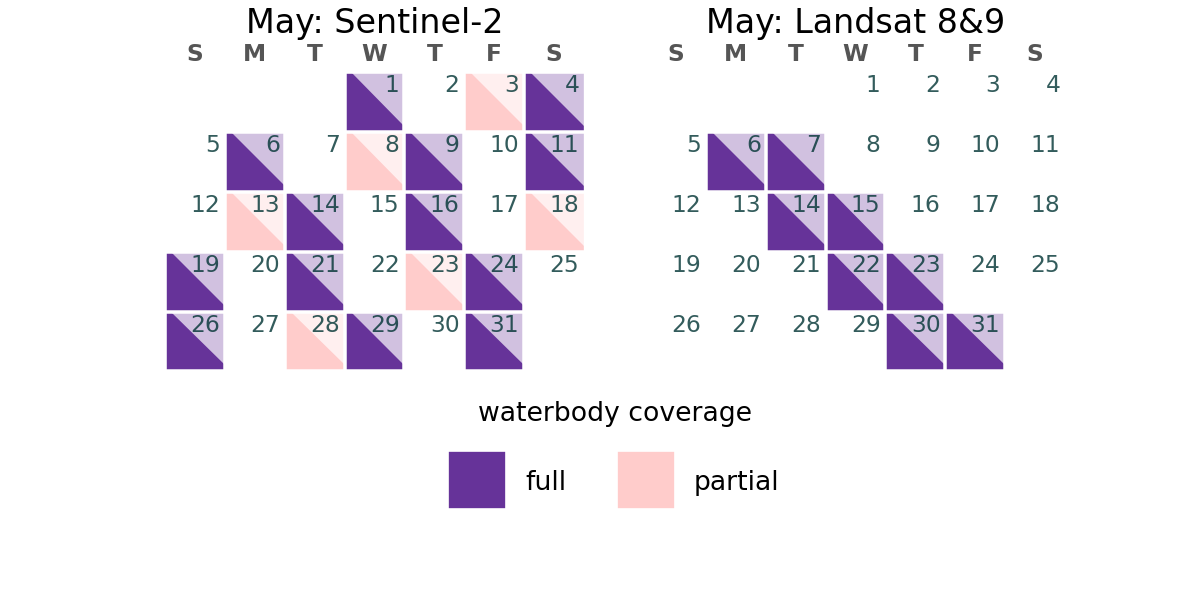 May: Sentinel-2
S M T W T F S
1 2 3 4
5 6 7 8 9 10 11
12 13 14 15 16 17 18
19 20 21 22 23 24 25
26 27 28 29 30 31
May: Landsat 8&9
S M T W T F S
1 2 3 4
5 6 7 8 9 10 11
12 13 14 15 16 17 18
19 20 21 22 23 24 25
26 27 28 29 30 31
waterbody coverage
full partial